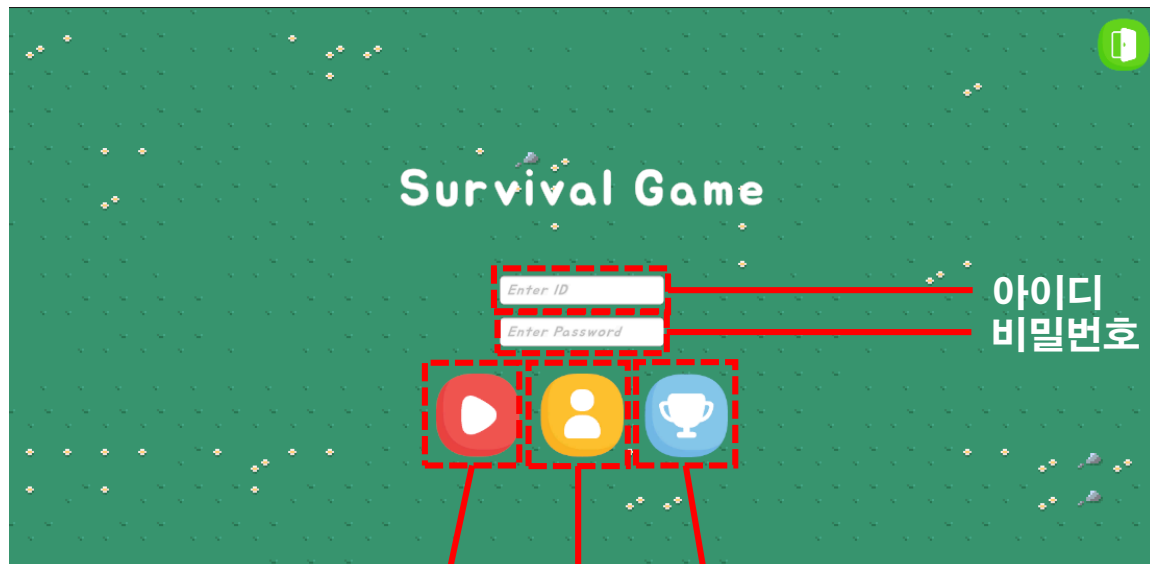 Survival Game
Enter ID
아이디
Enter Password
비밀번호